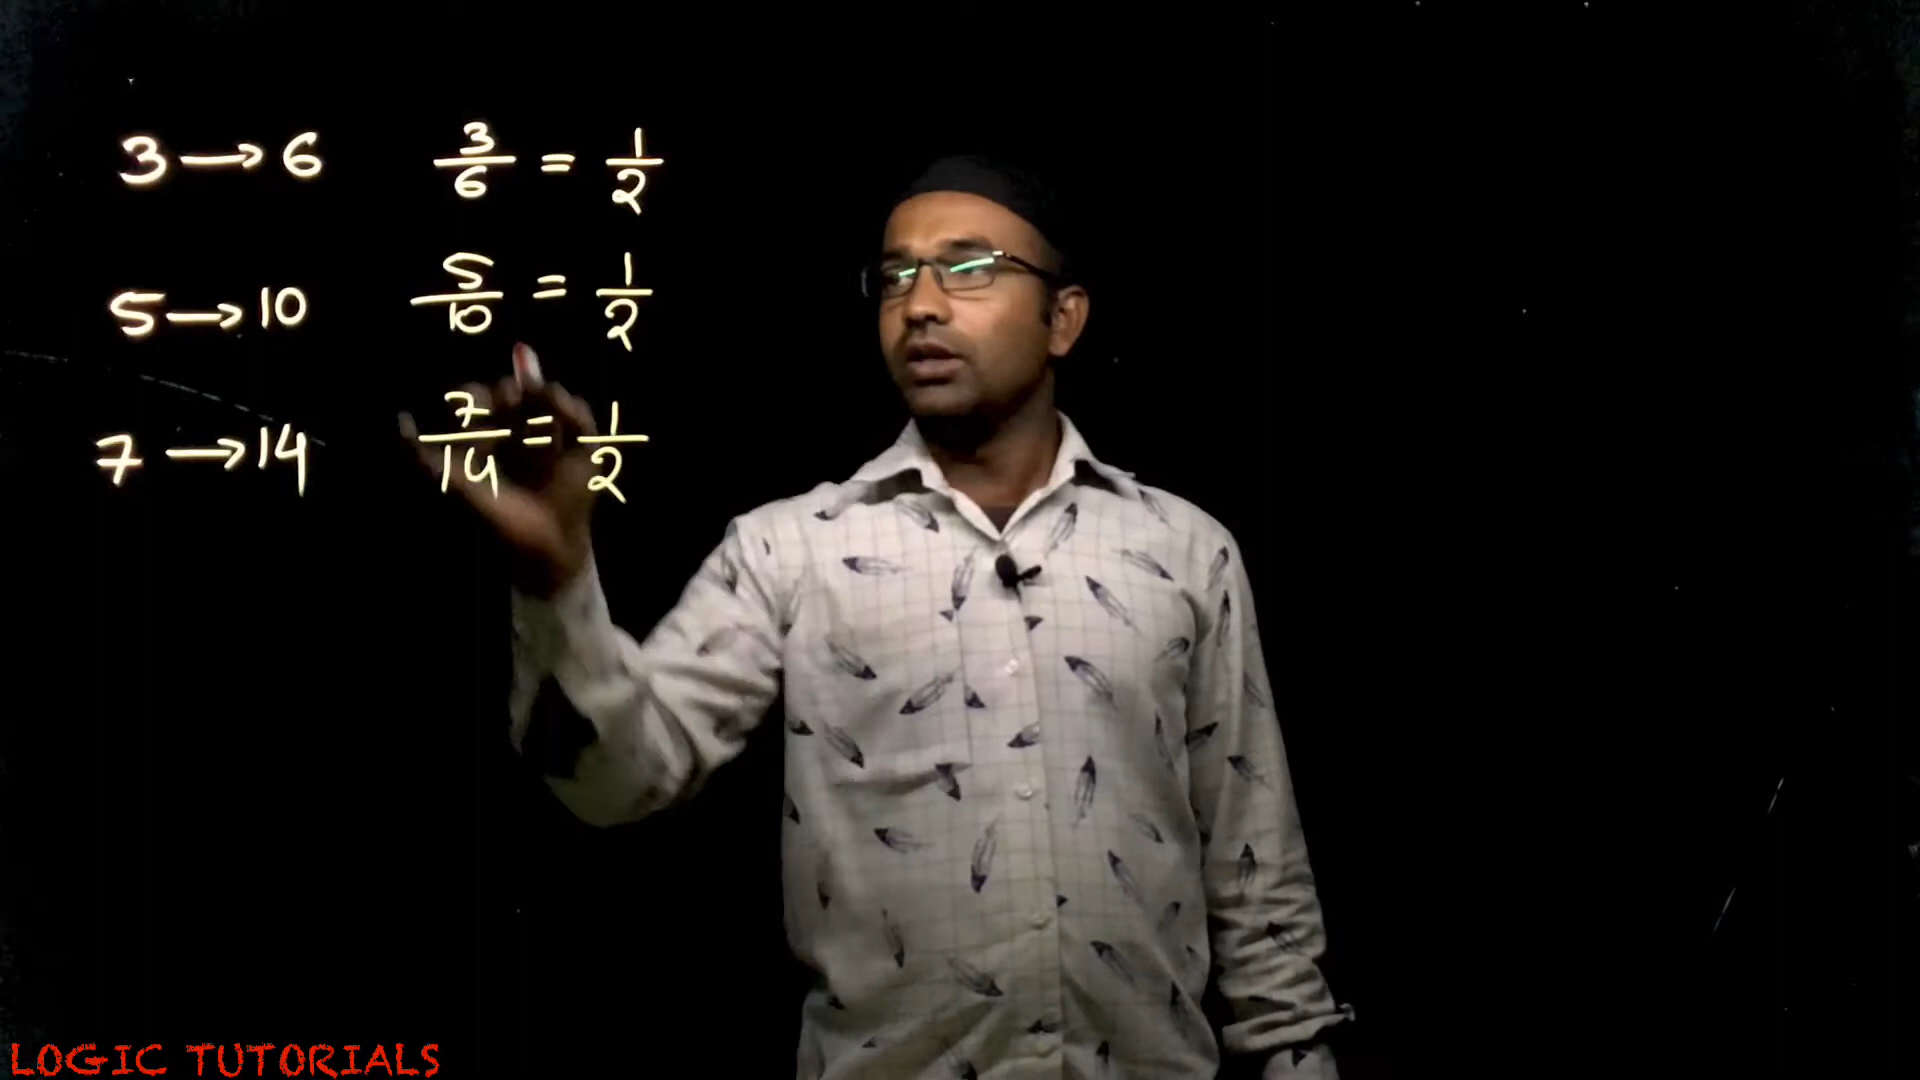 3 → 6 3/6 = 1/2
5 → 10 5/10 = 1/2
7 → 14 7/14 = 1/2
LOGIC TUTORIALS